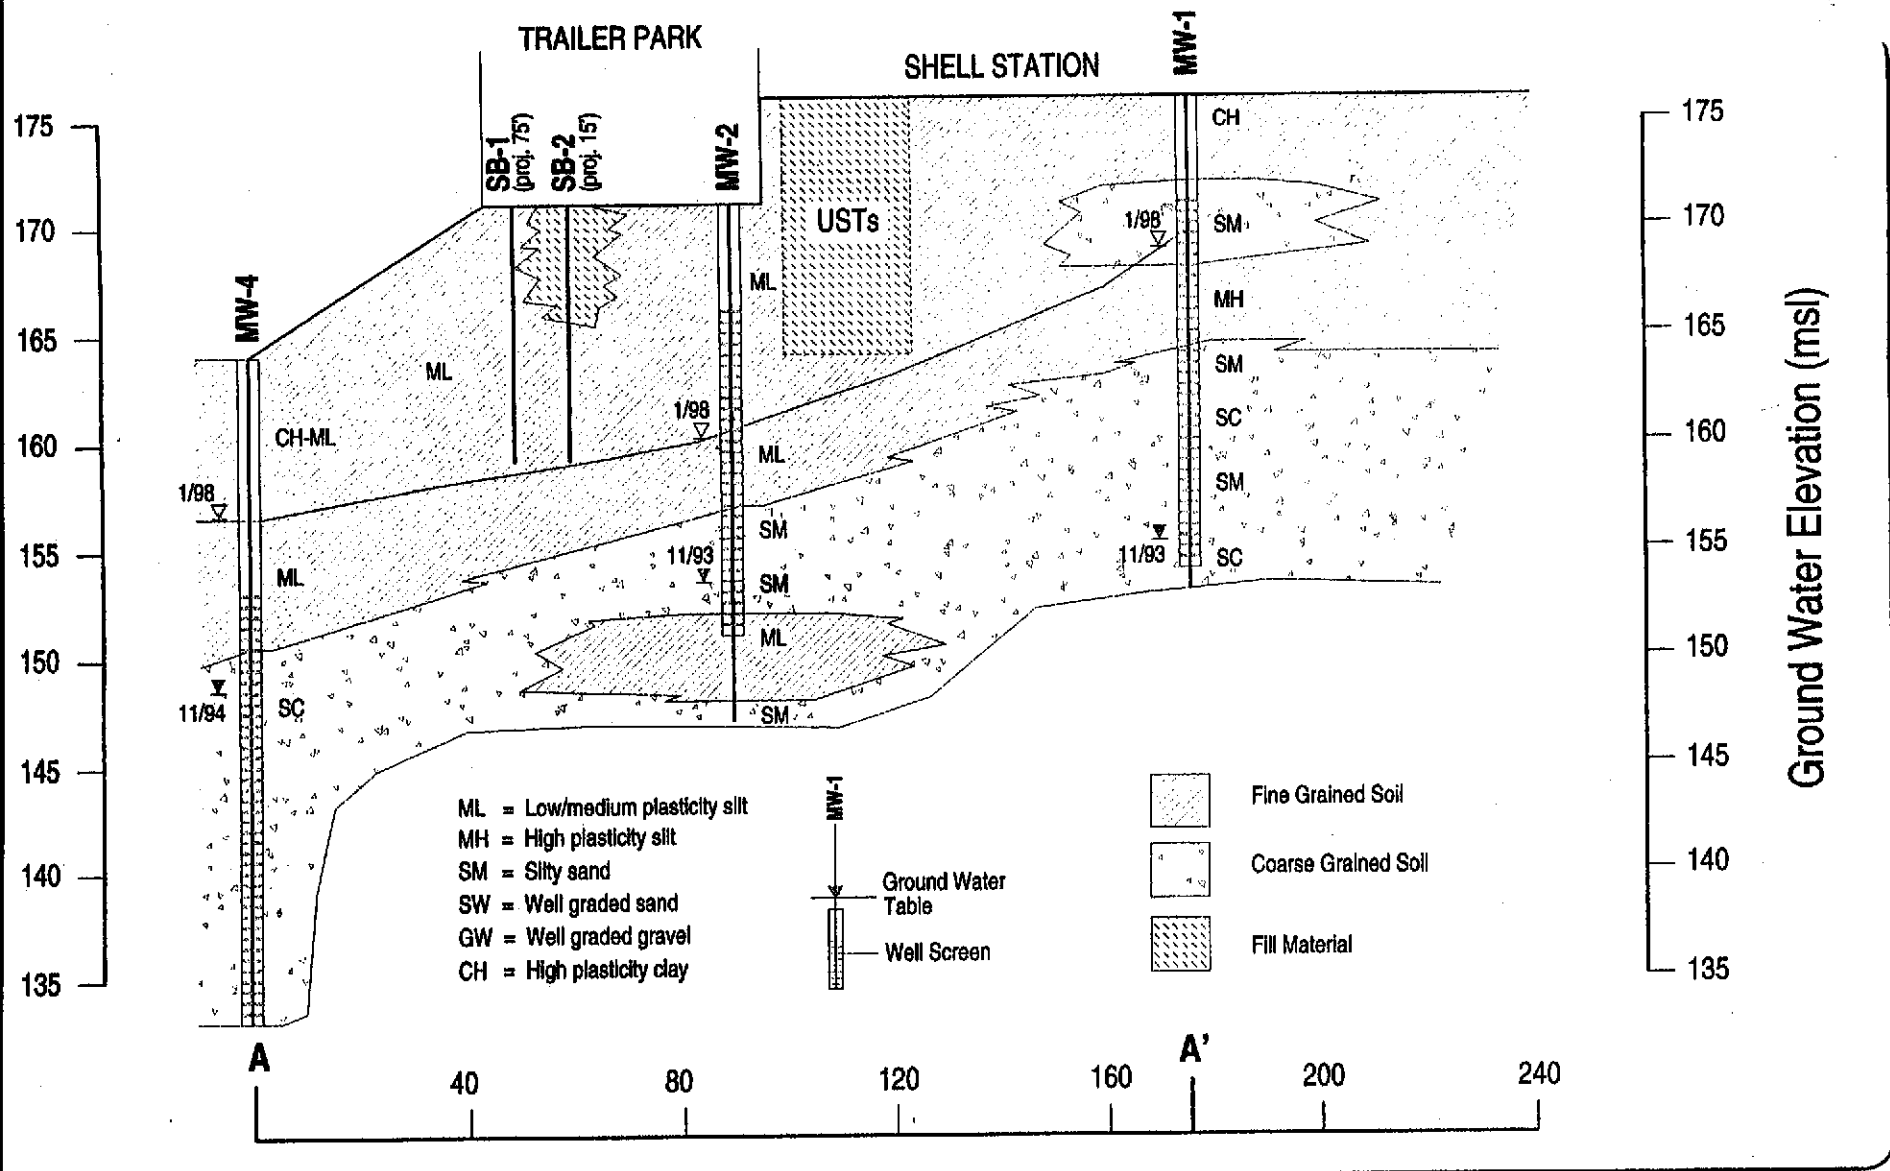 TRAILER PARK
SHELL STATION
MW-1
SB-1
(proj. 75')
SB-2
(proj. 15')
MW-2
MW-4
USTs
175
170
165
160
155
150
145
140
135
175
170
165
160
155
150
145
140
135
Ground Water Elevation (msl)
CH
SM
1/98
MH
SM
SC
SM
11/93
SC
ML
ML
1/98
ML
SM
11/93
SM
ML
SM
CH-ML
1/98
ML
11/94
SC
ML = Low/medium plasticity silt
MH = High plasticity silt
SM = Silty sand
SW = Well graded sand
GW = Well graded gravel
CH = High plasticity clay
MW-1
Ground Water
Table
Well Screen
Fine Grained Soil
Coarse Grained Soil
Fill Material
A
A'
40
80
120
160
200
240